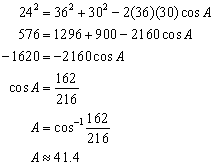 24² = 36² + 30² − 2(36)(30) cos A
576 = 1296 + 900 − 2160 cos A
−1620 = −2160 cos A
cos A = 162/216
A = cos⁻¹ 162/216
A ≈ 41.4